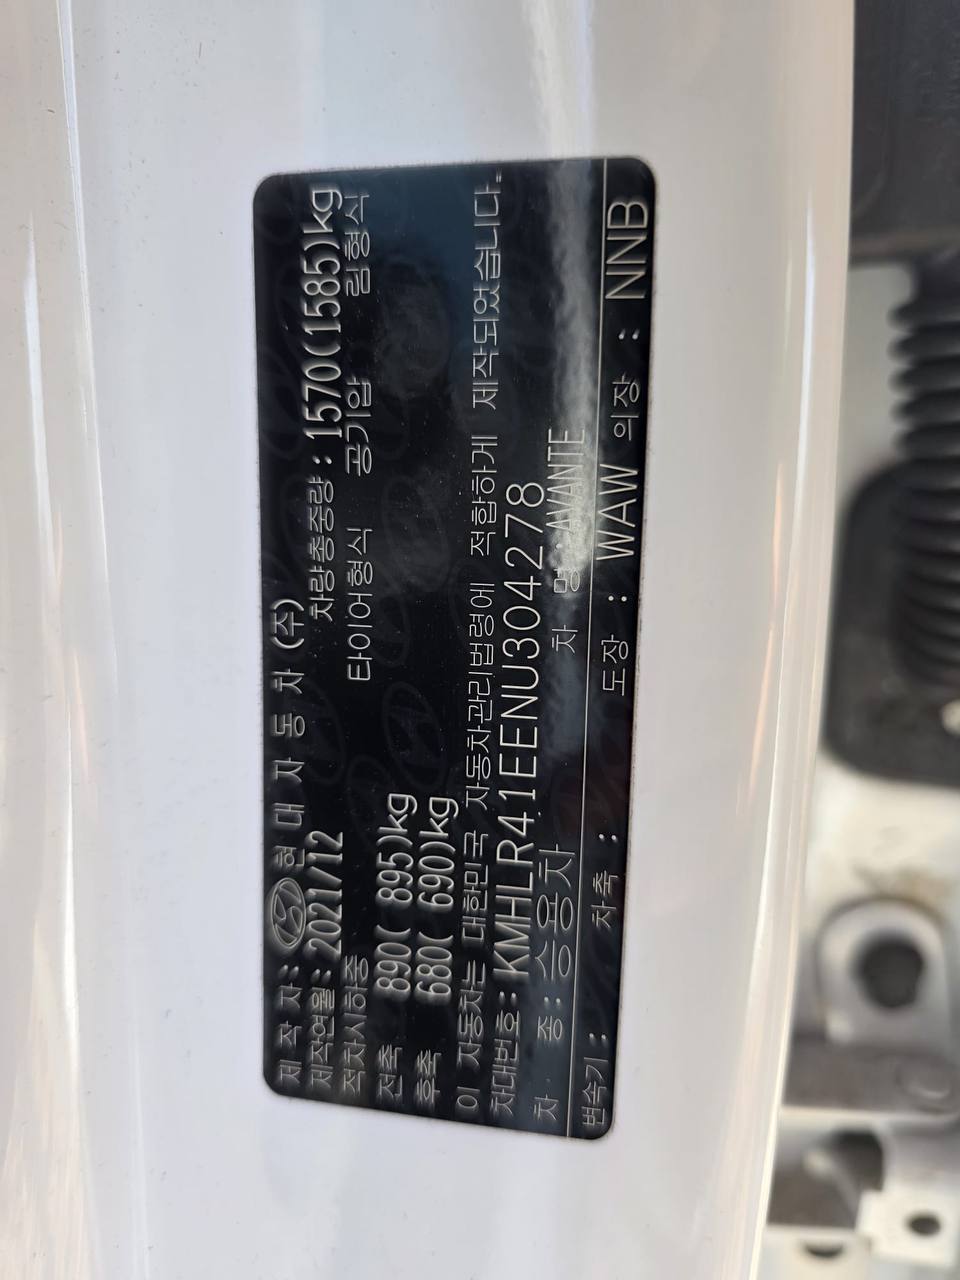 제 작 자 : 현 대 자 동 차 (주)
제작연월 : 2021/12 차량총중량 : 1570(1585)kg
적차시하중 타이어형식 공기압 림형식
전축 890( 895)kg
후축 680( 690)kg
이 자동차는 대한민국 자동차관리법령에 적합하게 제작되었습니다.
차대번호 : KMHLR41EENU304278
차 종 : 승용차 차 명 : AVANTE
변속기 : 차축 : 도장 : WAW 의장 : NNB